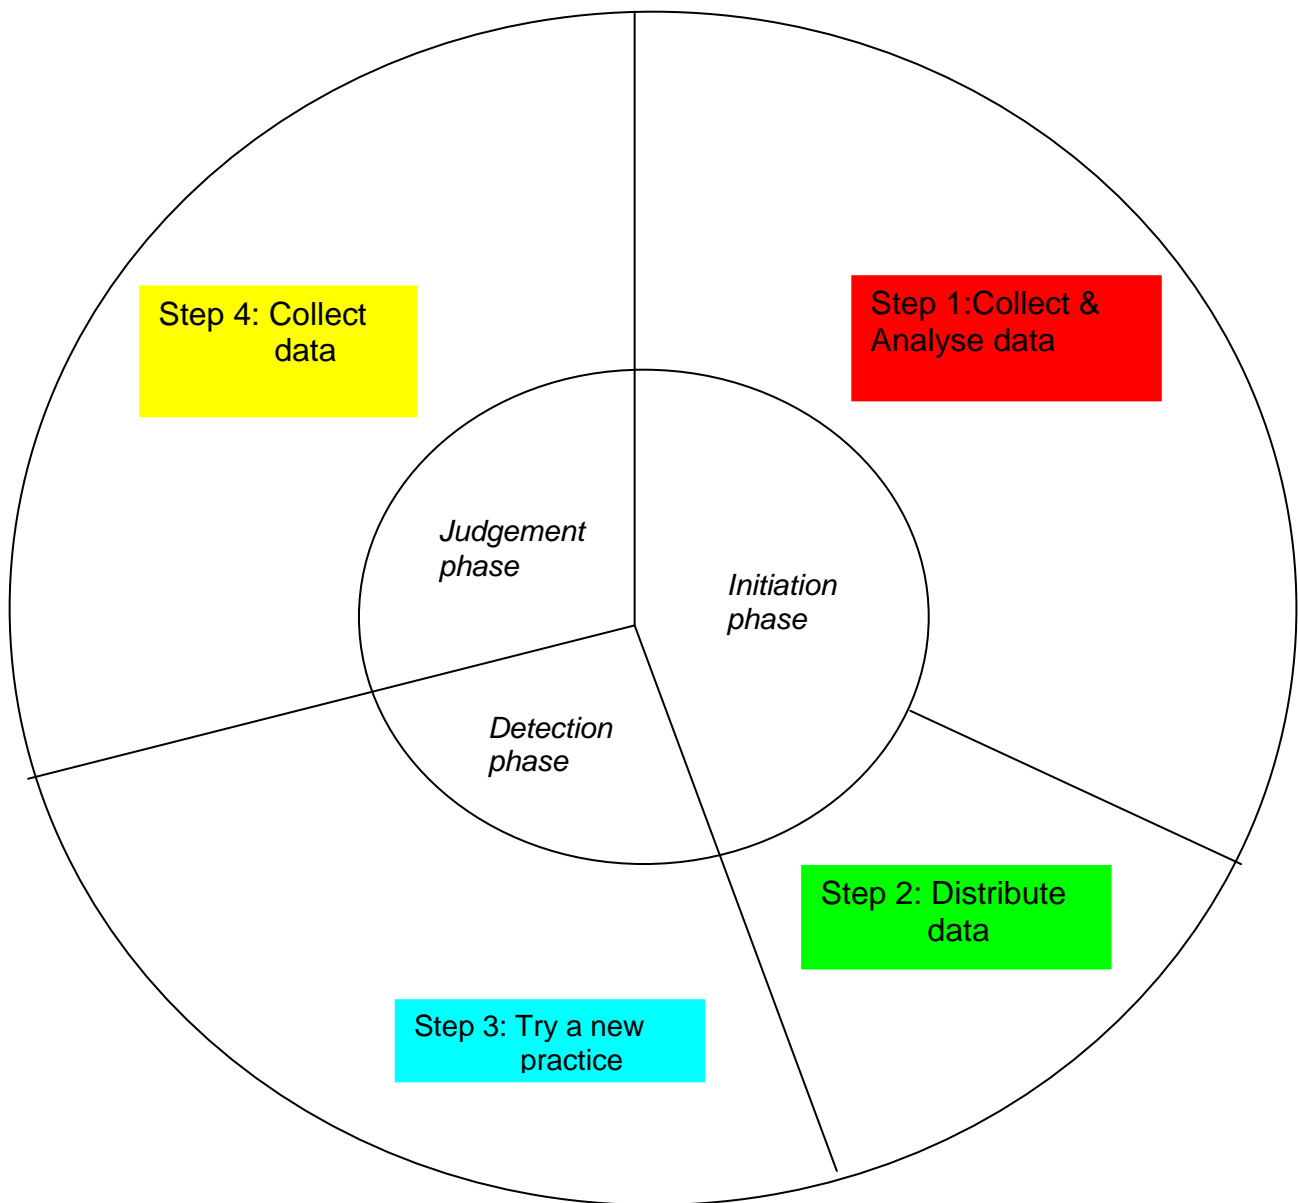 Step 1:Collect &
Analyse data
Step 2: Distribute
data
Step 3: Try a new
practice
Step 4: Collect
data
Judgement
phase
Initiation
phase
Detection
phase